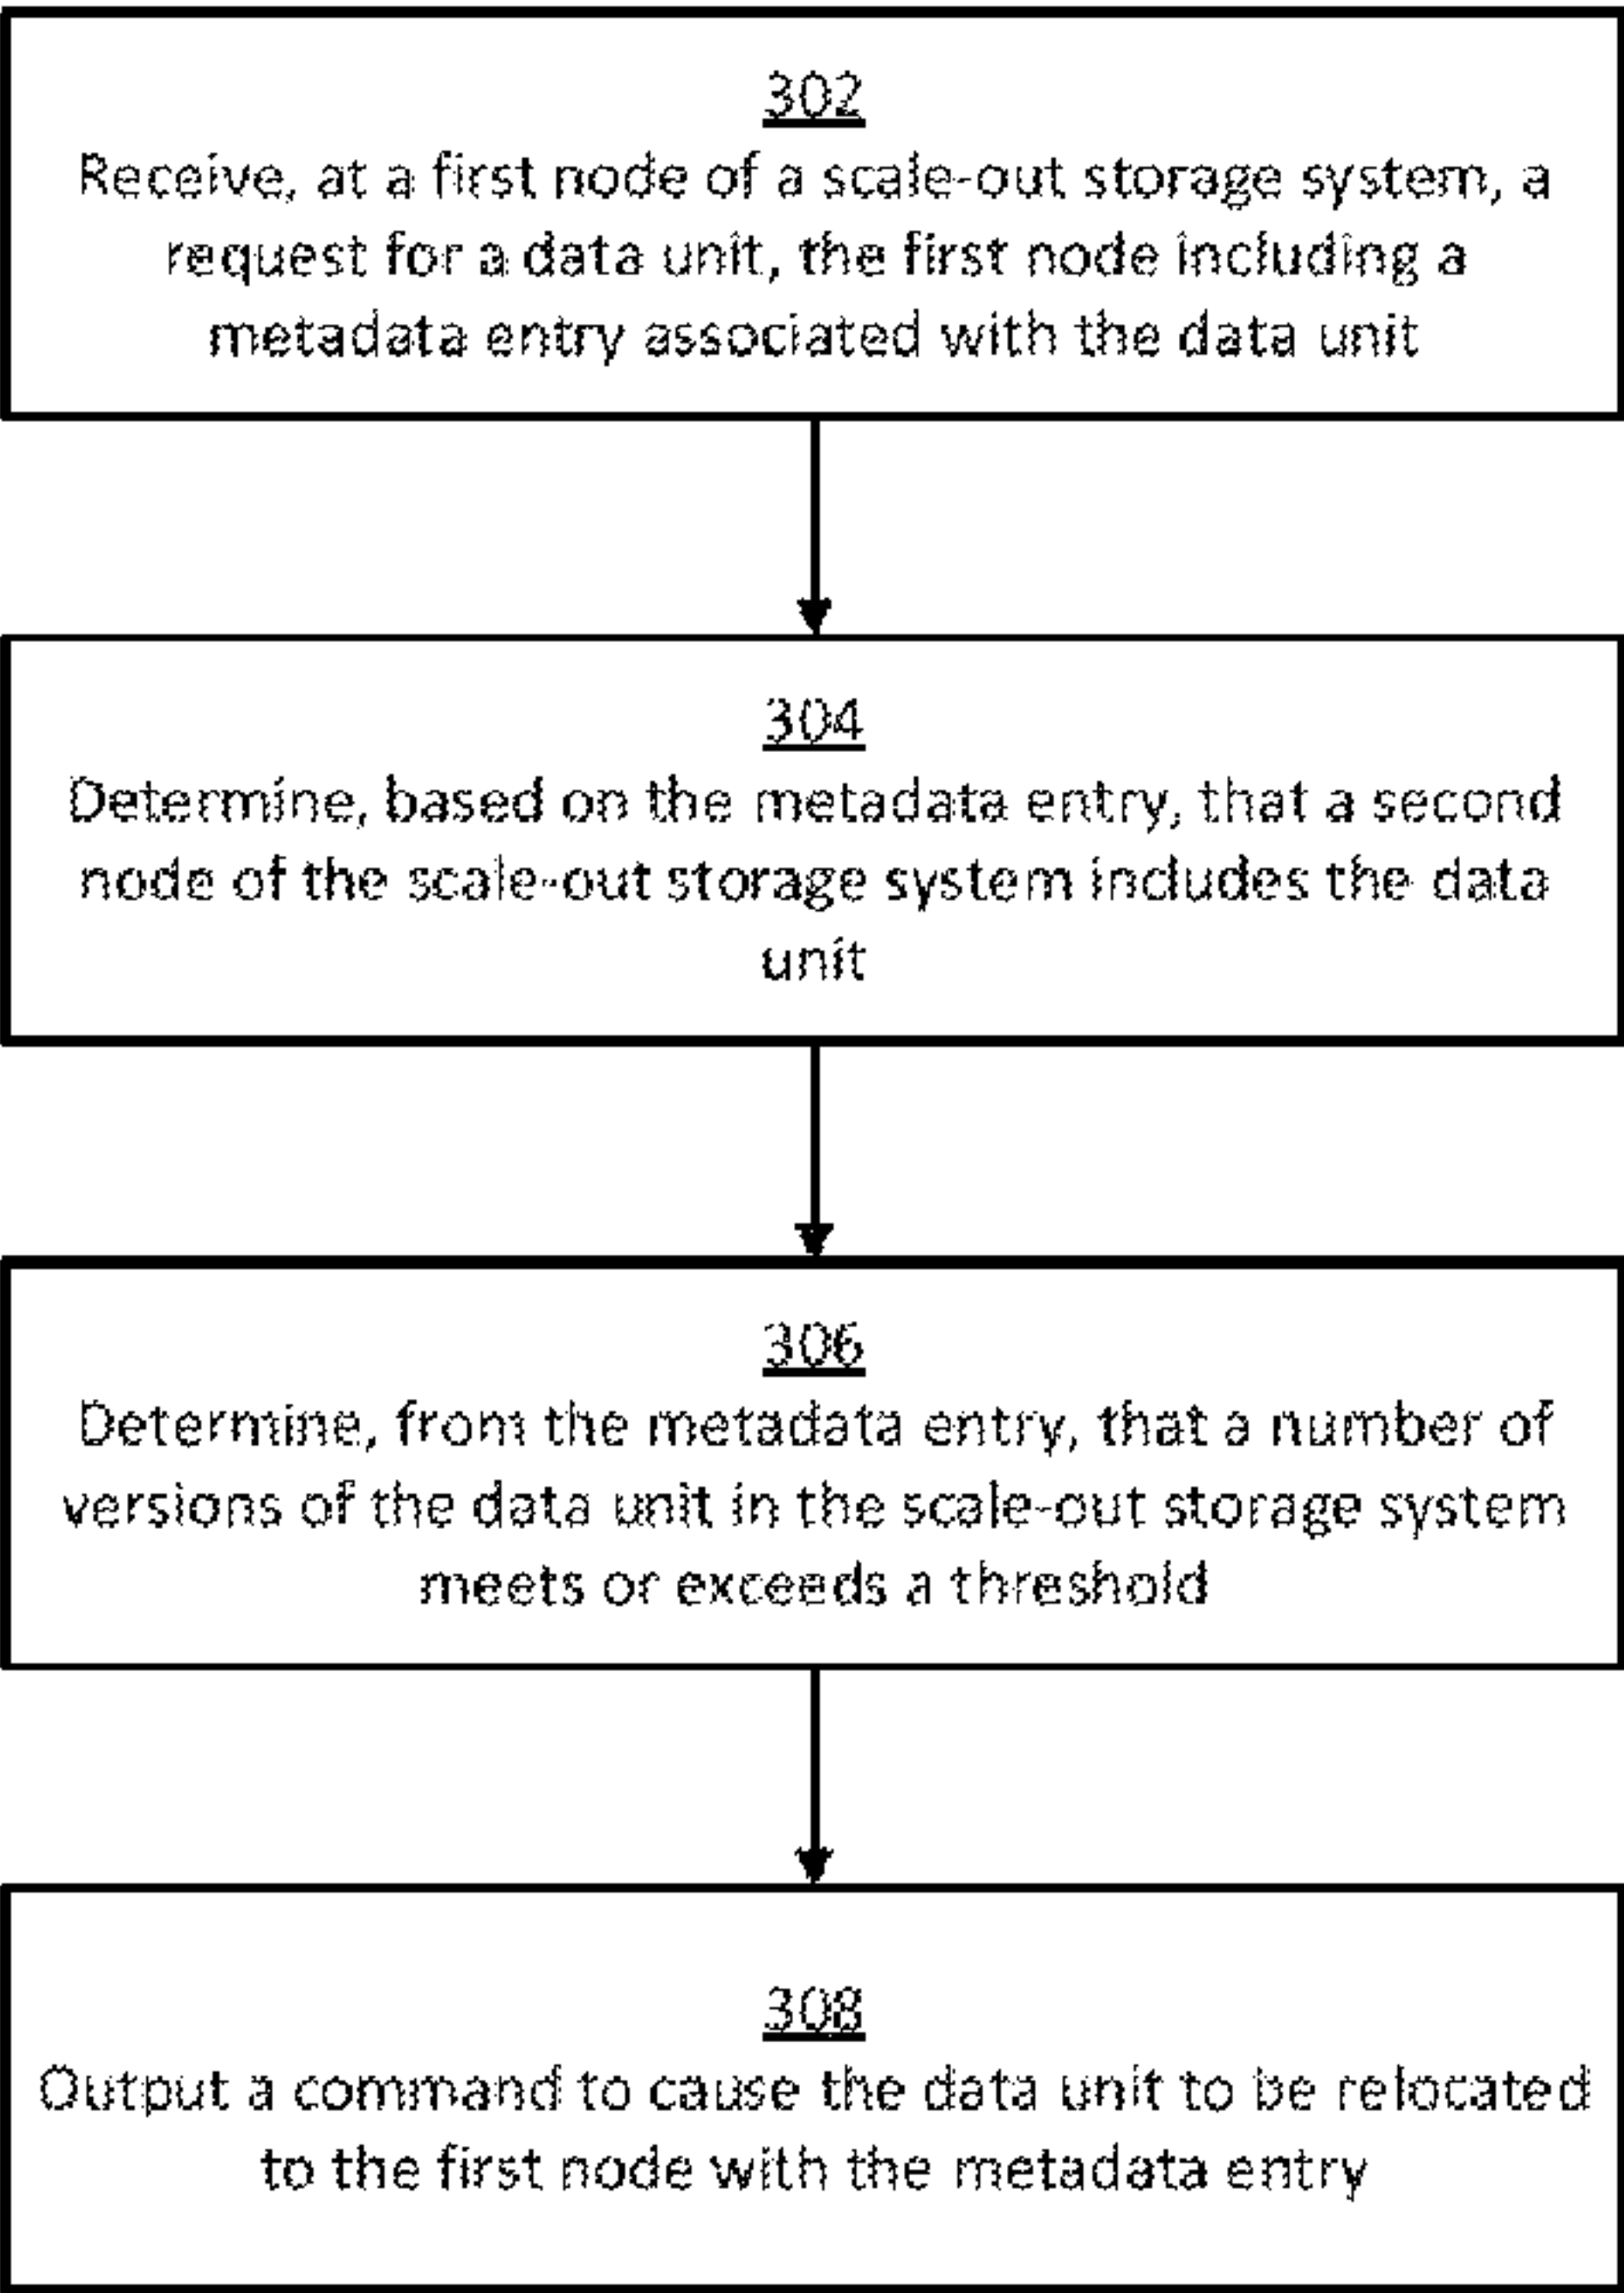 302
Receive, at a first node of a scale-out storage system, a
request for a data unit, the first node including a
metadata entry associated with the data unit
304
Determine, based on the metadata entry, that a second
node of the scale-out storage system includes the data
unit
306
Determine, from the metadata entry, that a number of
versions of the data unit in the scale-out storage system
meets or exceeds a threshold
308
Output a command to cause the data unit to be relocated
to the first node with the metadata entry